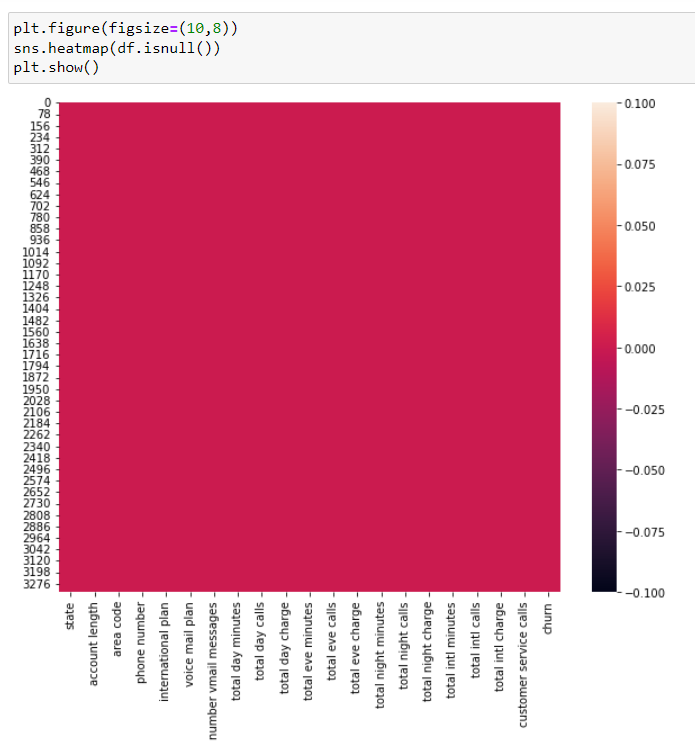 plt.figure(figsize=(10,8))
sns.heatmap(df.isnull())
plt.show()
0
78
156
234
312
390
468
546
624
702
780
858
936
1014
1092
1170
1248
1326
1404
1482
1560
1638
1716
1794
1872
1950
2028
2106
2184
2262
2340
2418
2496
2574
2652
2730
2808
2886
2964
3042
3120
3198
3276
0.100
0.075
0.050
0.025
0.000
−0.025
−0.050
−0.075
−0.100
state
account length
area code
phone number
international plan
voice mail plan
number vmail messages
total day minutes
total day calls
total day charge
total eve minutes
total eve calls
total eve charge
total night minutes
total night calls
total night charge
total intl minutes
total intl calls
total intl charge
customer service calls
churn